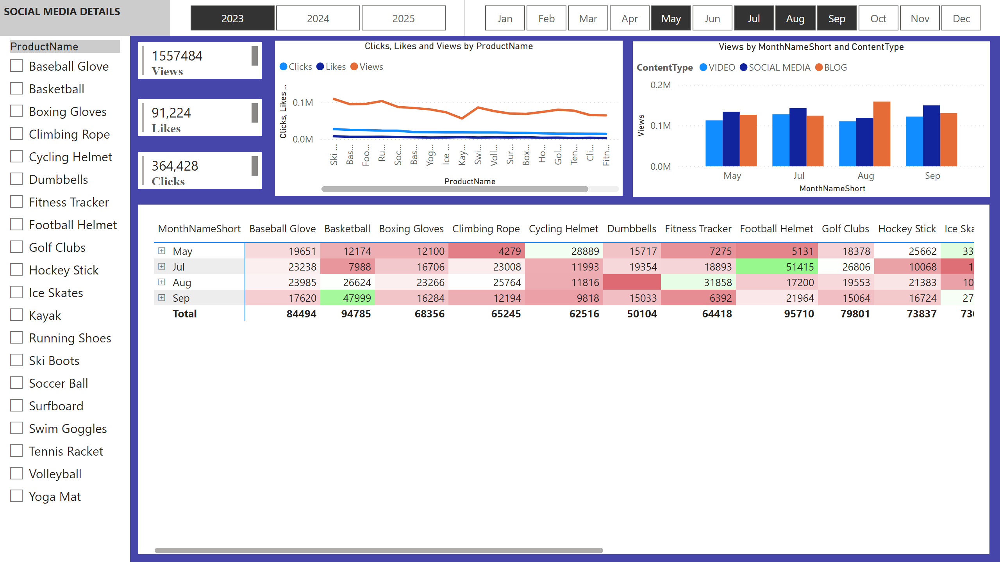 SOCIAL MEDIA DETAILS
2023 2024 2025
Jan Feb Mar Apr May Jun Jul Aug Sep Oct Nov Dec
ProductName
Baseball Glove
Basketball
Boxing Gloves
Climbing Rope
Cycling Helmet
Dumbbells
Fitness Tracker
Football Helmet
Golf Clubs
Hockey Stick
Ice Skates
Kayak
Running Shoes
Ski Boots
Soccer Ball
Surfboard
Swim Goggles
Tennis Racket
Volleyball
Yoga Mat
1557484
Views
91,224
Likes
364,428
Clicks
Clicks, Likes and Views by ProductName
Clicks Likes Views
Clicks, Likes ...
0.1M
0.0M
Ski ... Bas... Foo... Ru... Soc... Bas... Yog... Ice ... Kay... Swi... Voll... Sur... Box... Ho... Gol... Ten... Cli... Fitn...
ProductName
Views by MonthNameShort and ContentType
ContentType VIDEO SOCIAL MEDIA BLOG
Views
0.2M
0.1M
0.0M
May Jul Aug Sep
MonthNameShort
MonthNameShort Baseball Glove Basketball Boxing Gloves Climbing Rope Cycling Helmet Dumbbells Fitness Tracker Football Helmet Golf Clubs Hockey Stick Ice Ska
May 19651 12174 12100 4279 28889 15717 7275 5131 18378 25662 33
Jul 23238 7988 16706 23008 11993 19354 18893 51415 26806 10068 1
Aug 23985 26624 23266 25764 11816 31858 17200 19553 21383 10
Sep 17620 47999 16284 12194 9818 15033 6392 21964 15064 16724 27
Total 84494 94785 68356 65245 62516 50104 64418 95710 79801 73837